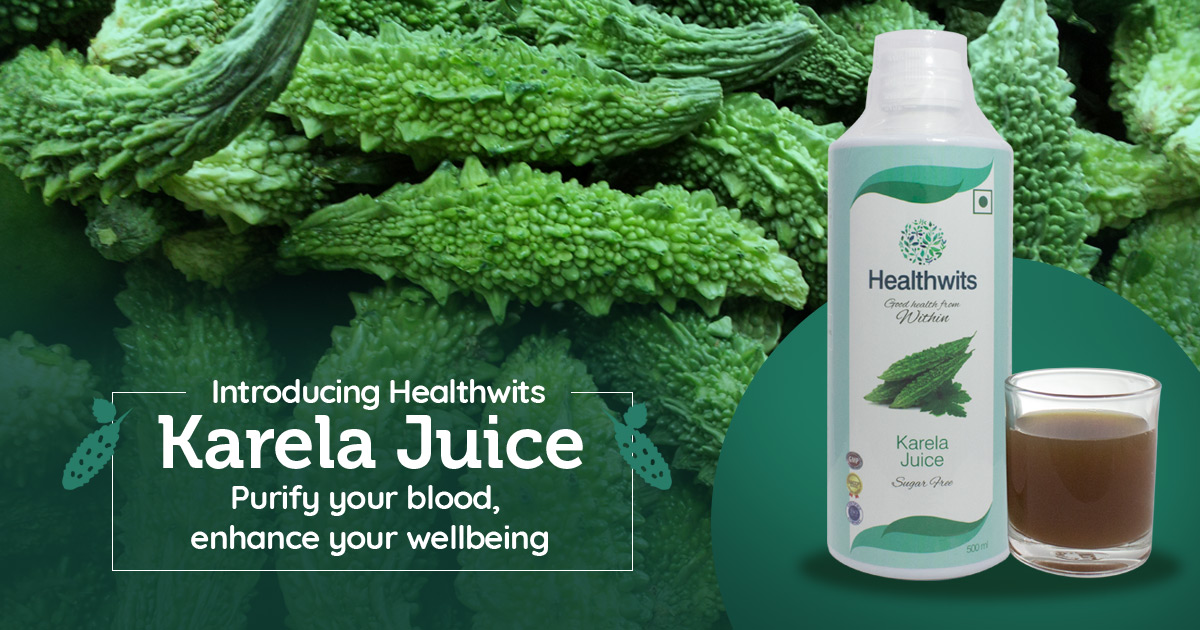 Introducing Healthwits
Karela Juice
Purify your blood,
enhance your wellbeing
Healthwits
Good health from
Within
Karela
Juice
Sugar Free
500 ml